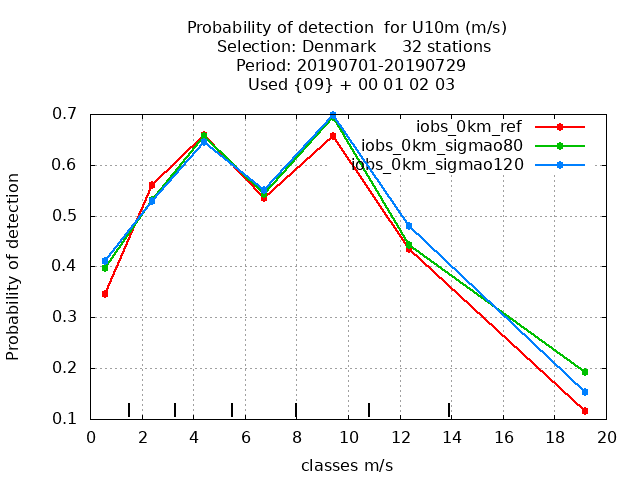 Probability of detection  for U10m (m/s)
Selection: Denmark     32 stations
Period: 20190701-20190729
Used {09} + 00 01 02 03
iobs_0km_ref
iobs_0km_sigmao80
iobs_0km_sigmao120
Probability of detection
0.7
0.6
0.5
0.4
0.3
0.2
0.1
0 2 4 6 8 10 12 14 16 18 20
classes m/s